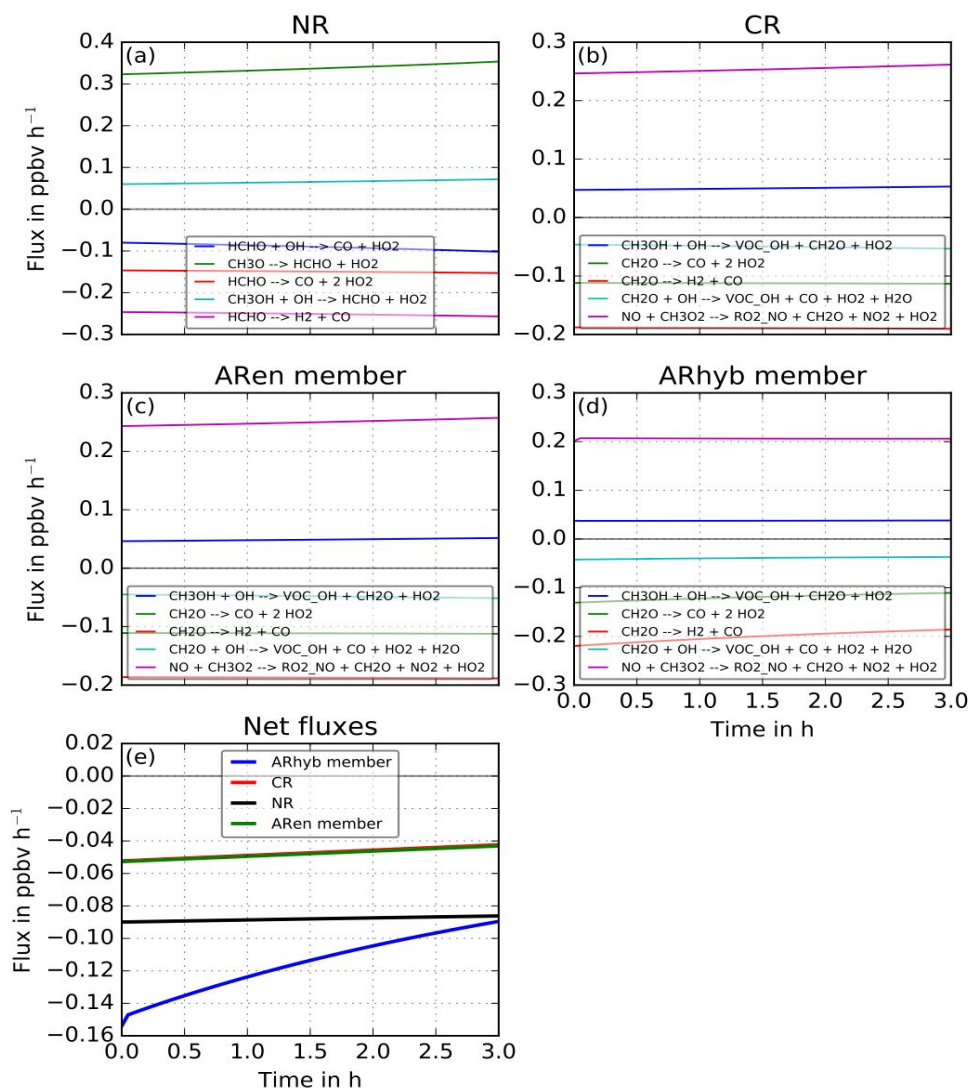 NR
CR
(a)
(b)
Flux in ppbv h⁻¹
0.4
0.3
0.2
0.1
0.0
−0.1
−0.2
−0.3
HCHO + OH --> CO + HO2
CH3O --> HCHO + HO2
HCHO --> CO + 2 HO2
CH3OH + OH --> HCHO + HO2
HCHO --> H2 + CO
0.3
0.2
0.1
0.0
−0.1
−0.2
CH3OH + OH --> VOC_OH + CH2O + HO2
CH2O --> CO + 2 HO2
CH2O --> H2 + CO
CH2O + OH --> VOC_OH + CO + HO2 + H2O
NO + CH3O2 --> RO2_NO + CH2O + NO2 + HO2
ARen member
ARhyb member
(c)
(d)
Flux in ppbv h⁻¹
0.3
0.2
0.1
0.0
−0.1
−0.2
CH3OH + OH --> VOC_OH + CH2O + HO2
CH2O --> CO + 2 HO2
CH2O --> H2 + CO
CH2O + OH --> VOC_OH + CO + HO2 + H2O
NO + CH3O2 --> RO2_NO + CH2O + NO2 + HO2
0.3
0.2
0.1
0.0
−0.1
−0.2
−0.3
CH3OH + OH --> VOC_OH + CH2O + HO2
CH2O --> CO + 2 HO2
CH2O --> H2 + CO
CH2O + OH --> VOC_OH + CO + HO2 + H2O
NO + CH3O2 --> RO2_NO + CH2O + NO2 + HO2
0.0 0.5 1.0 1.5 2.0 2.5 3.0
Time in h
Net fluxes
(e)
Flux in ppbv h⁻¹
0.02
0.00
−0.02
−0.04
−0.06
−0.08
−0.10
−0.12
−0.14
−0.16
ARhyb member
CR
NR
ARen member
0.0 0.5 1.0 1.5 2.0 2.5 3.0
Time in h